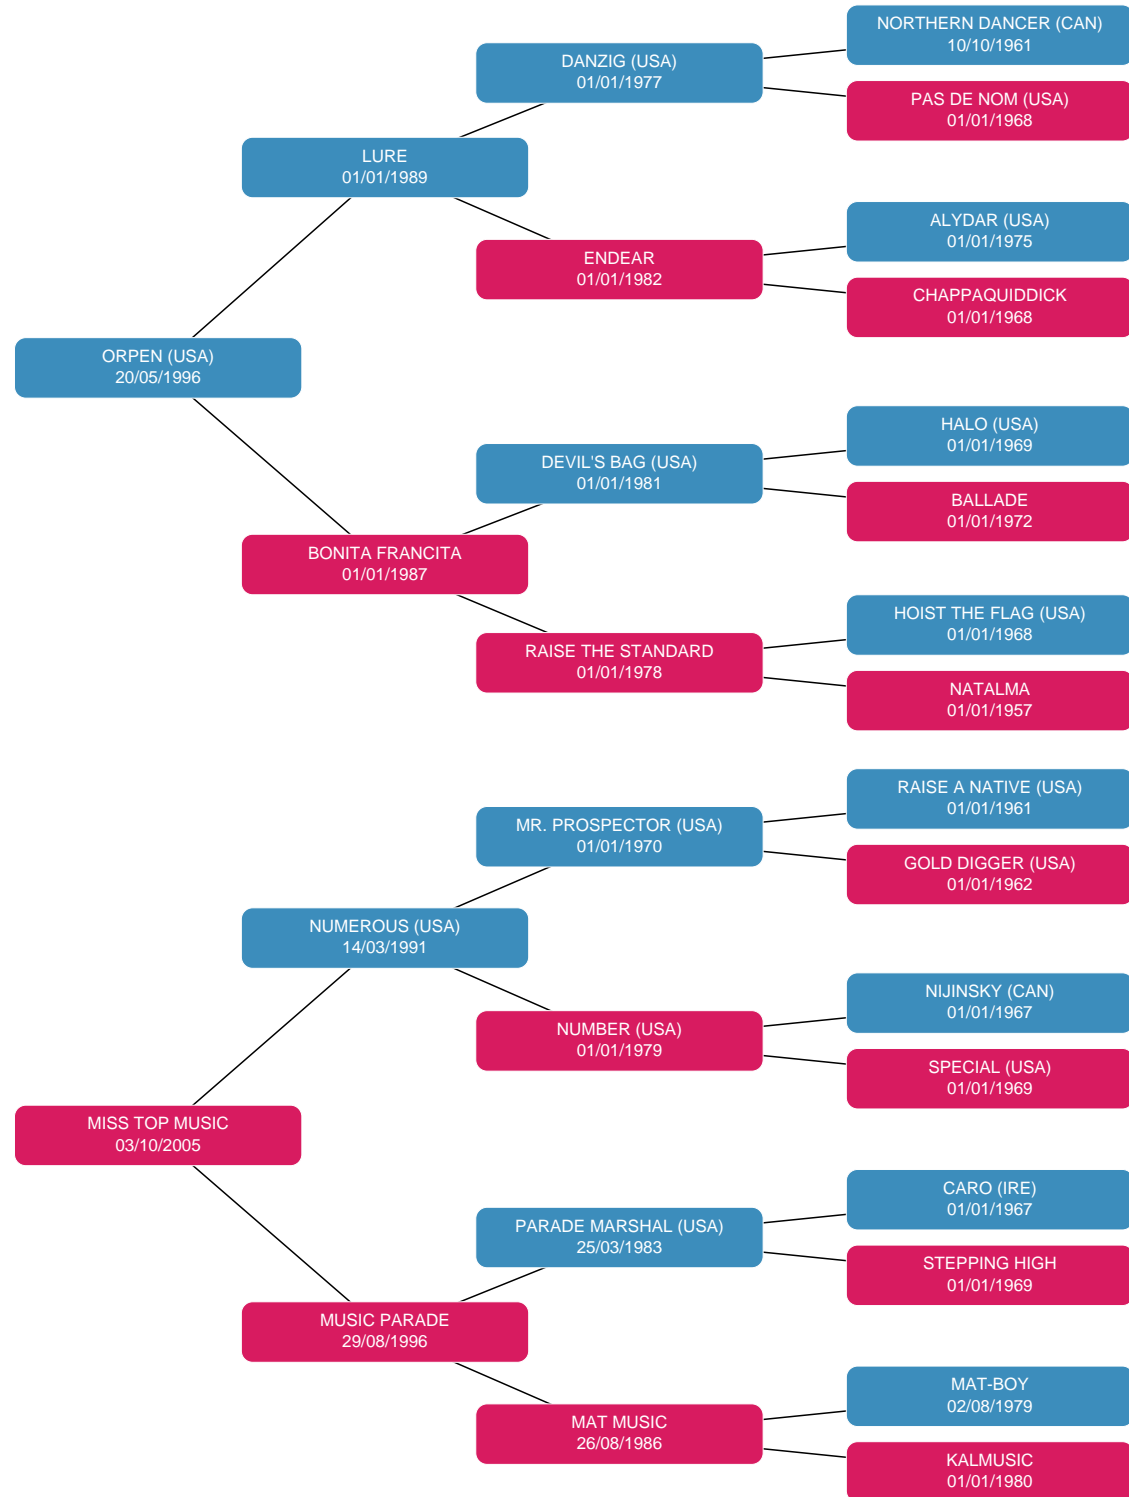 NORTHERN DANCER (CAN)
10/10/1961
DANZIG (USA)
01/01/1977
PAS DE NOM (USA)
01/01/1968
LURE
01/01/1989
ALYDAR (USA)
01/01/1975
ENDEAR
01/01/1982
CHAPPAQUIDDICK
01/01/1968
ORPEN (USA)
20/05/1996
HALO (USA)
01/01/1969
DEVIL'S BAG (USA)
01/01/1981
BALLADE
01/01/1972
BONITA FRANCITA
01/01/1987
HOIST THE FLAG (USA)
01/01/1968
RAISE THE STANDARD
01/01/1978
NATALMA
01/01/1957
RAISE A NATIVE (USA)
01/01/1961
MR. PROSPECTOR (USA)
01/01/1970
GOLD DIGGER (USA)
01/01/1962
NUMEROUS (USA)
14/03/1991
NIJINSKY (CAN)
01/01/1967
NUMBER (USA)
01/01/1979
SPECIAL (USA)
01/01/1969
MISS TOP MUSIC
03/10/2005
CARO (IRE)
01/01/1967
PARADE MARSHAL (USA)
25/03/1983
STEPPING HIGH
01/01/1969
MUSIC PARADE
29/08/1996
MAT-BOY
02/08/1979
MAT MUSIC
26/08/1986
KALMUSIC
01/01/1980